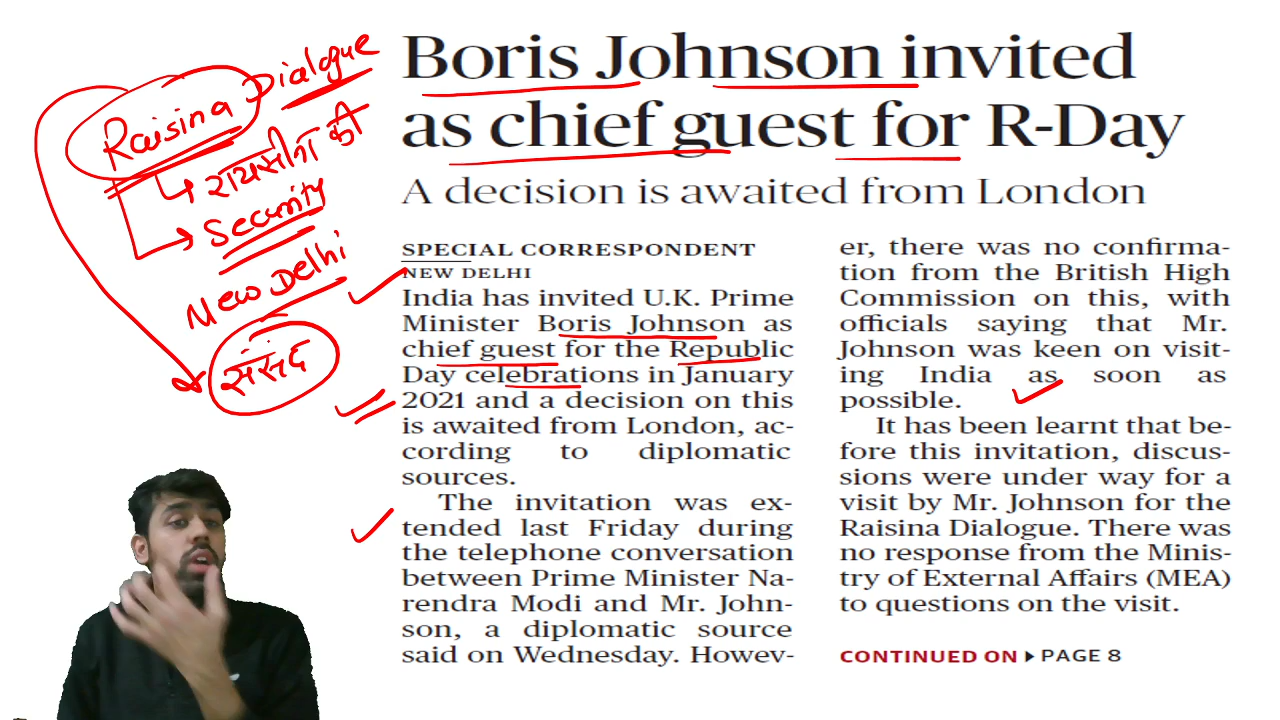 Raisina Dialogue
रायसीना की
Security
New Delhi
संसद
Boris Johnson invited
as chief guest for R-Day
A decision is awaited from London
SPECIAL CORRESPONDENT
NEW DELHI
India has invited U.K. Prime
Minister Boris Johnson as
chief guest for the Republic
Day celebrations in January
2021 and a decision on this
is awaited from London, ac-
cording to diplomatic
sources.
The invitation was ex-
tended last Friday during
the telephone conversation
between Prime Minister Na-
rendra Modi and Mr. John-
son, a diplomatic source
said on Wednesday. Howev-
er, there was no confirma-
tion from the British High
Commission on this, with
officials saying that Mr.
Johnson was keen on visit-
ing India as soon as
possible.
It has been learnt that be-
fore this invitation, discus-
sions were under way for a
visit by Mr. Johnson for the
Raisina Dialogue. There was
no response from the Minis-
try of External Affairs (MEA)
to questions on the visit.
CONTINUED ON PAGE 8